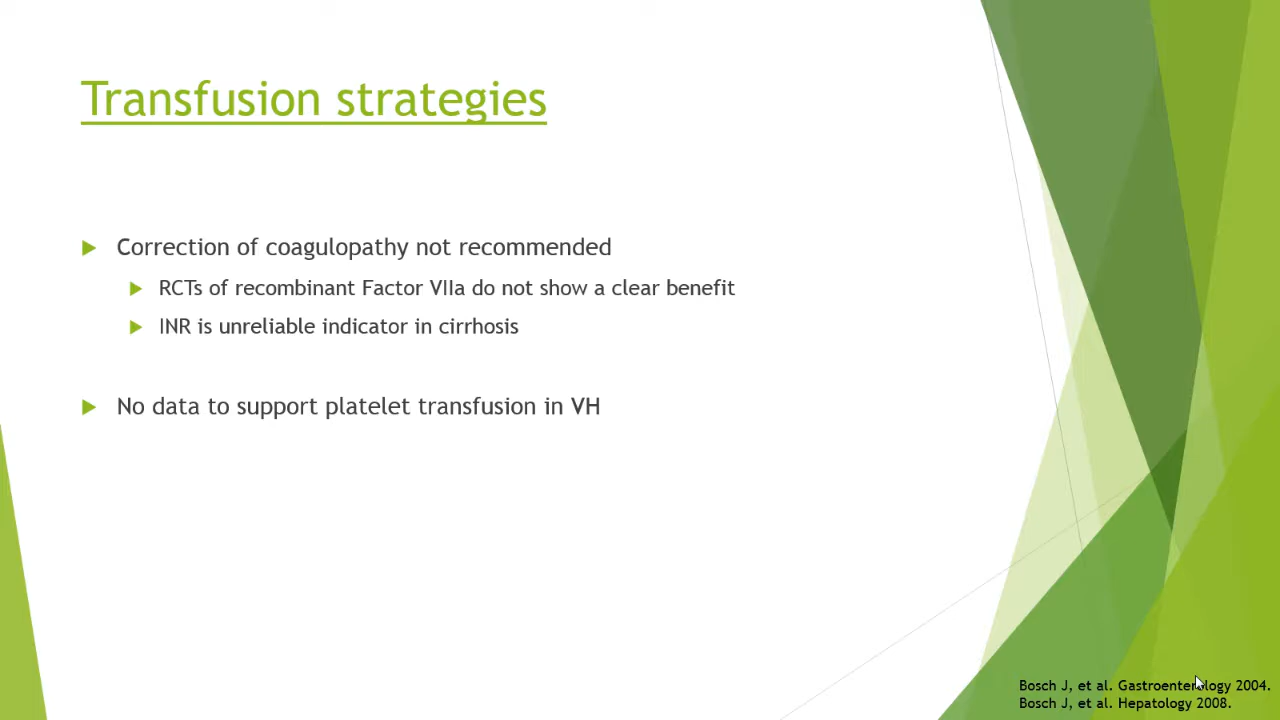 Transfusion strategies
Correction of coagulopathy not recommended
RCTs of recombinant Factor VIIa do not show a clear benefit
INR is unreliable indicator in cirrhosis
No data to support platelet transfusion in VH
Bosch J, et al. Gastroenterology 2004.
Bosch J, et al. Hepatology 2008.